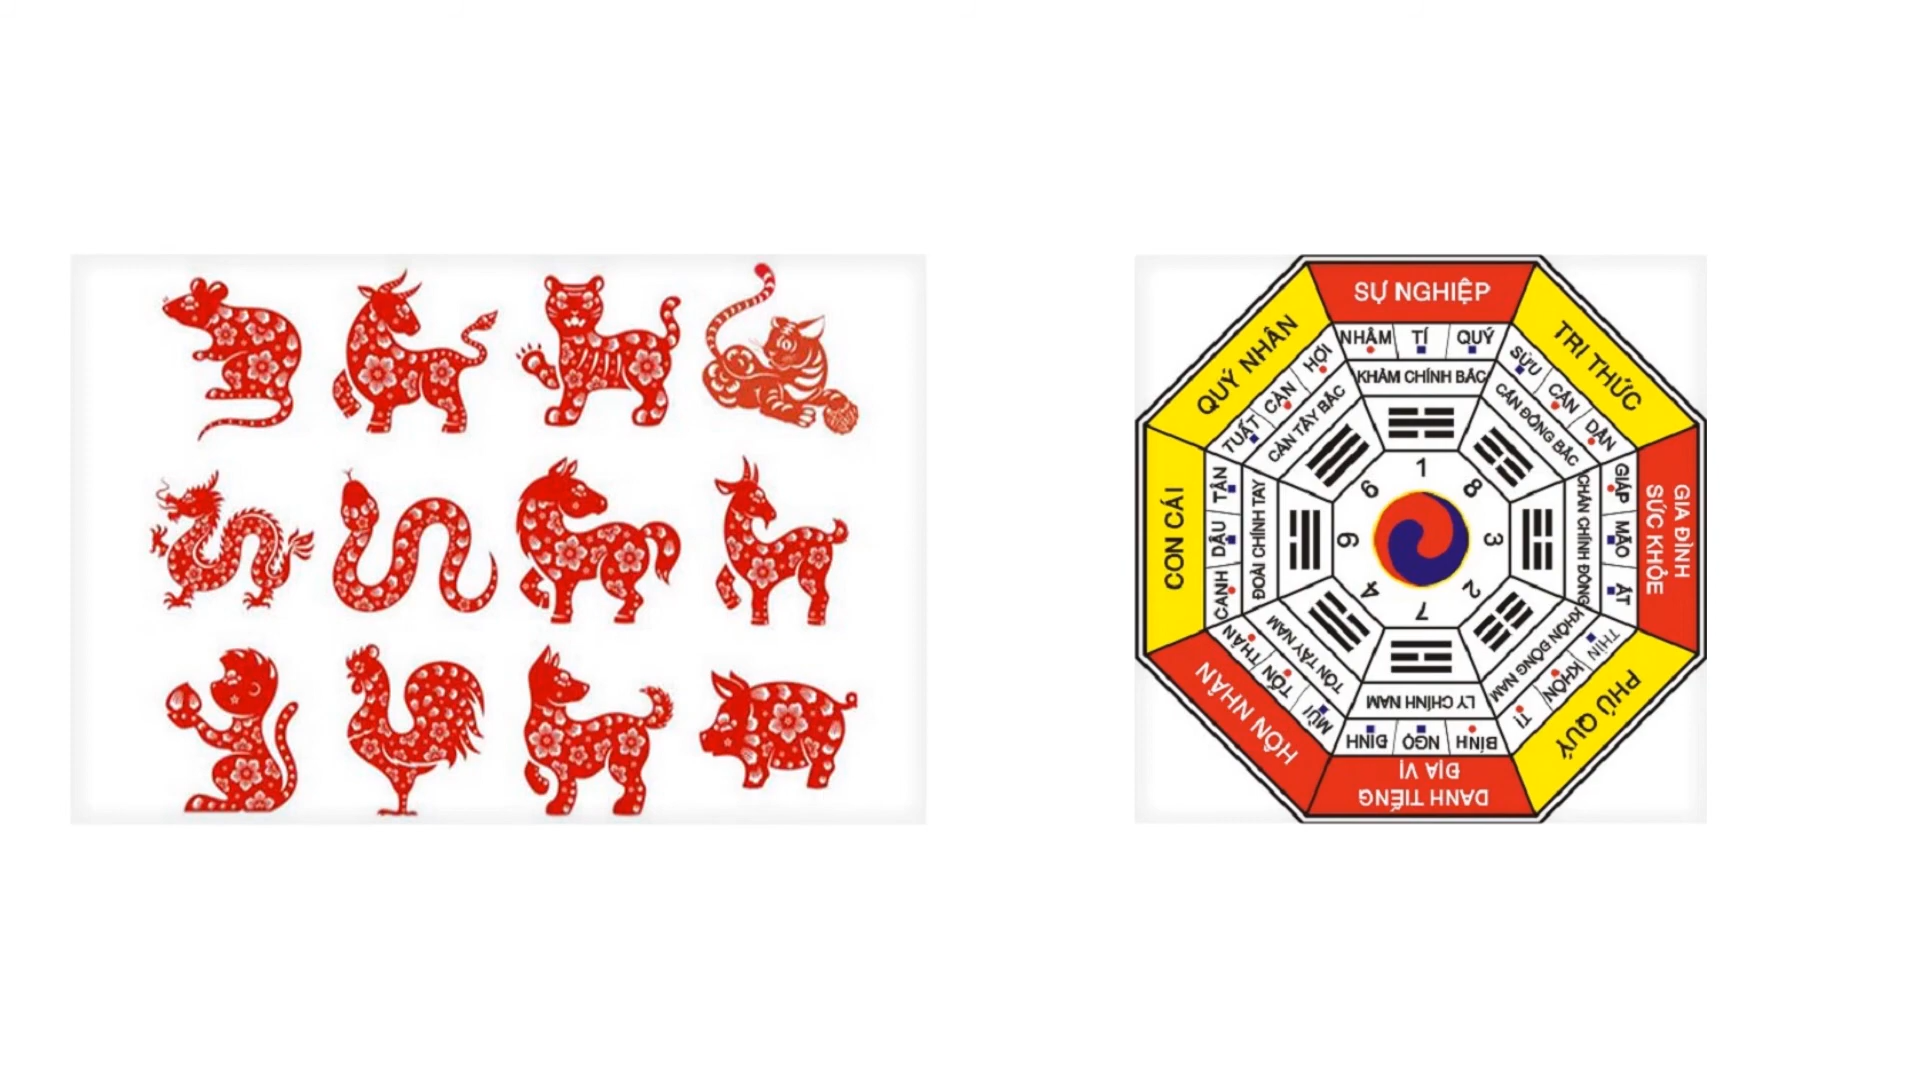 SỰ NGHIỆP
NHÂM TÍ QUÝ
KHẢM CHÍNH BẮC
1
TRI THỨC
SỬU CẤN DẦN
CẤN ĐÔNG BẮC
8
GIA ĐÌNH
SỨC KHỎE
GIÁP MÃO ẤT
CHẤN CHÍNH ĐÔNG
3
PHÚ QUÝ
THÌN KHÔN TỊ
KHÔN ĐÔNG NAM
2
DANH TIẾNG
ĐỊA VỊ
BÍNH NGỌ ĐINH
LY CHÍNH NAM
7
HÔN NHÂN
MÙI TỐN THÂN
TỐN TÂY NAM
4
CON CÁI
CANH DẬU TÂN
ĐOÀI CHÍNH TÂY
6
QUÝ NHÂN
TUẤT CÀN HỢI
CÀN TÂY BẮC
9